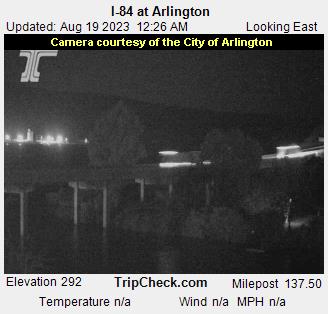 I-84 at Arlington
Updated: Aug 19 2023 12:26 AM Looking East
Camera courtesy of the City of Arlington
Elevation 292 TripCheck.com Milepost 137.50
Temperature n/a Wind n/a MPH n/a